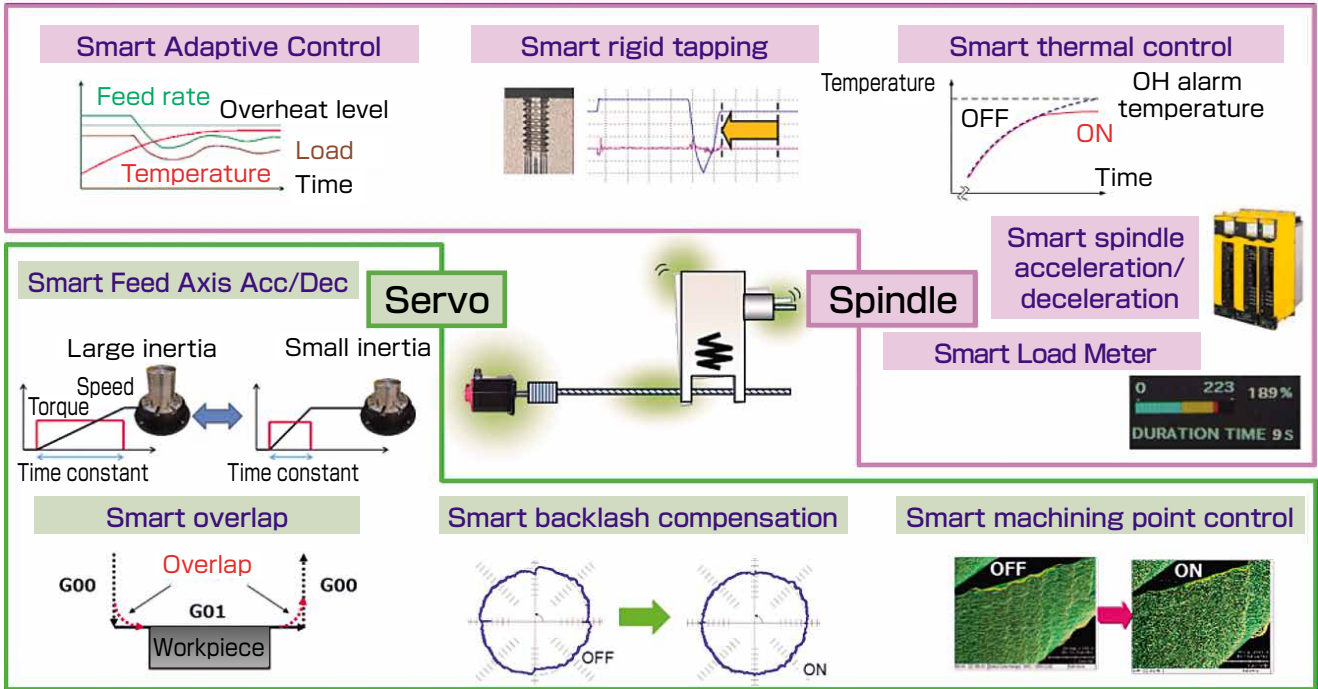 Smart Adaptive Control
Feed rate
Overheat level
Load
Temperature
Time
Smart rigid tapping
Smart thermal control
Temperature
OH alarm
temperature
OFF
ON
Time
Smart spindle
acceleration/
deceleration
Spindle
Smart Load Meter
0 223 189%
DURATION TIME 9S
Servo
Smart Feed Axis Acc/Dec
Large inertia
Small inertia
Speed
Torque
Time constant
Time constant
Smart overlap
Overlap
G00
G00
G01
Workpiece
Smart backlash compensation
OFF
ON
Smart machining point control
OFF
ON